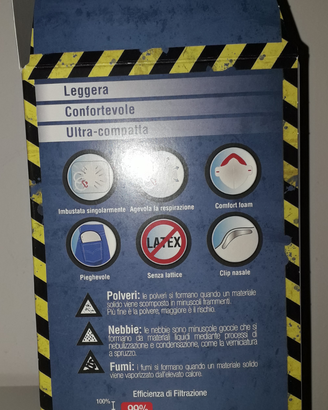 Leggera
Confortevole
Ultra-compatta
Imbustata singolarmente Agevola la respirazione Comfort foam
LATEX
Pieghevole Senza lattice Clip nasale
Polveri: le polveri si formano quando un materiale
solido viene scomposto in minuscoli frammenti.
Più fine è la polvere, maggiore è il rischio.
Nebbie: le nebbie sono minuscole goccie che si
formano da materiali liquidi mediante processi di
nebulizzazione e condensazione, come la verniciatura
a spruzzo.
Fumi: i fumi si formano quando un materiale solido
viene vaporizzato dall'elevato calore.
Efficienza di Filtrazione
100%
99%